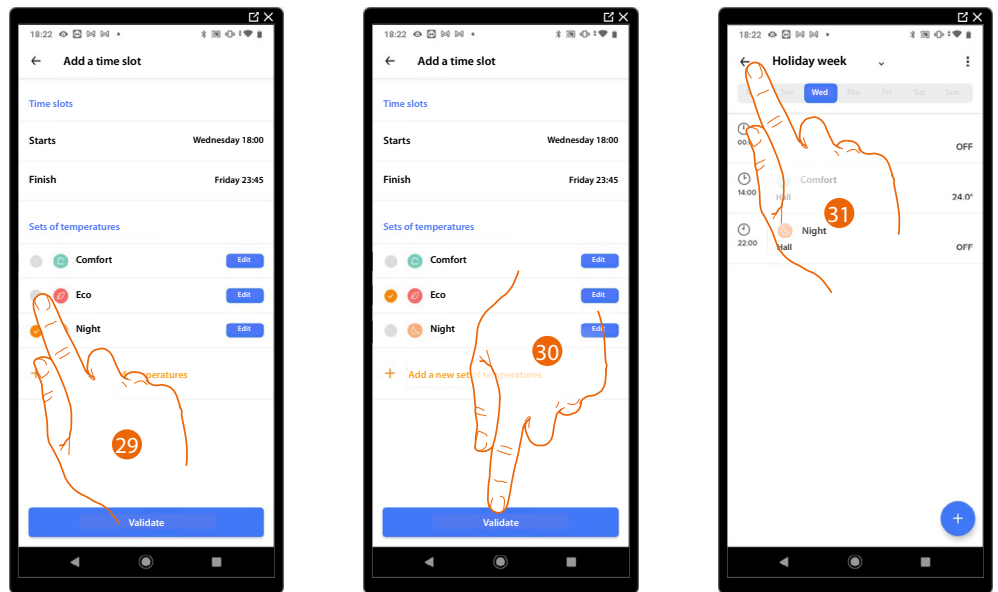 18:22
Add a time slot
Time slots
Starts Wednesday 18:00
Finish Friday 23:45
Sets of temperatures
Comfort Edit
Eco Edit
Night Edit
+ peratures
29
Validate
18:22
Add a time slot
Time slots
Starts Wednesday 18:00
Finish Friday 23:45
Sets of temperatures
Comfort Edit
Eco Edit
Night Edit
30
+ Add a new set of temperatures
Validate
18:22
Holiday week
Tue Wed Thu Fri Sat Sun
OFF
Comfort
14:00 Hall 24.0°
31
Night
22:00 Hall OFF
+